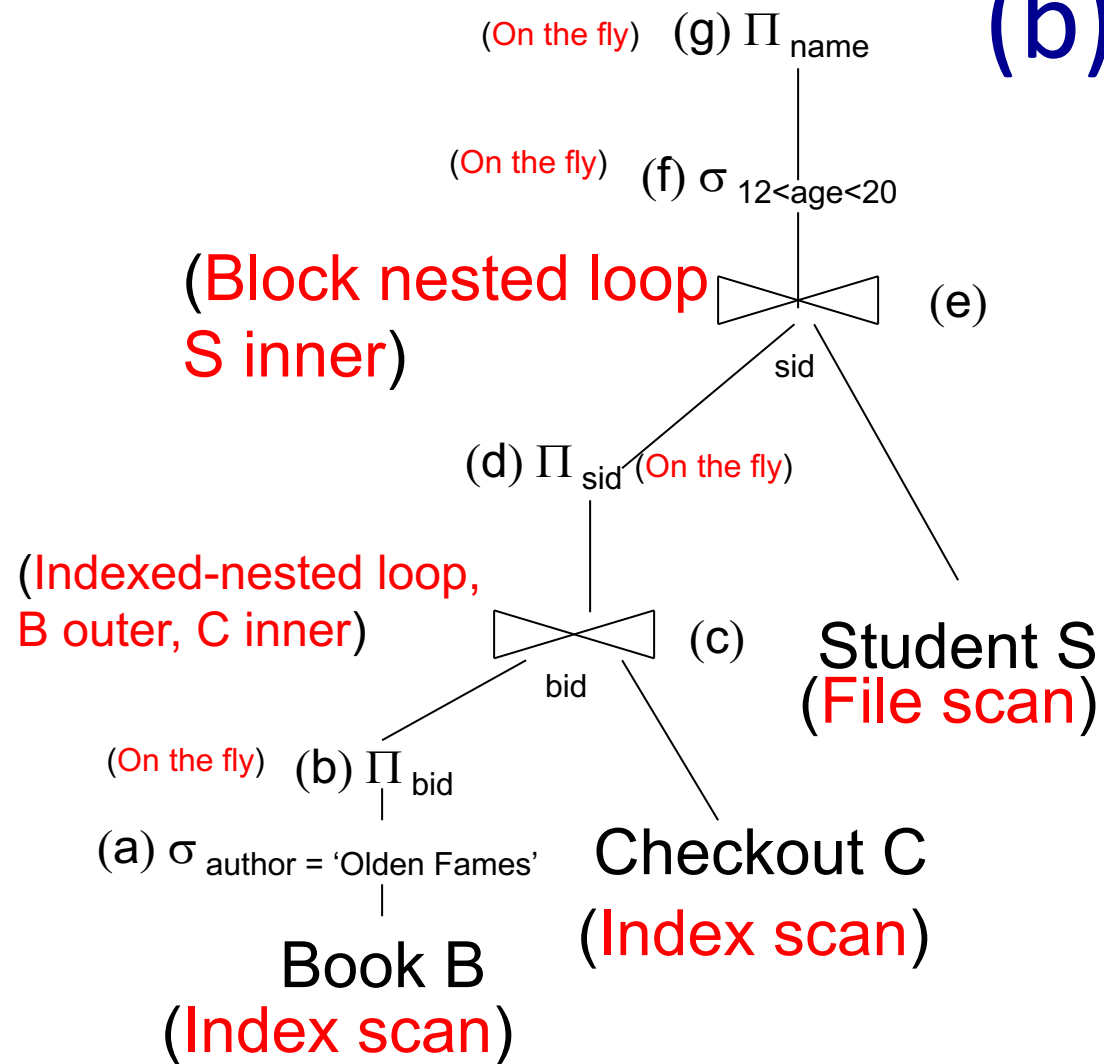 (b)
(On the fly) (g) Π name
(On the fly) (f) σ 12<age<20
(Block nested loop
S inner)
(e)
sid
(d) Π sid (On the fly)
(Indexed-nested loop,
B outer, C inner)
(c)
bid
Student S
(File scan)
(On the fly) (b) Π bid
(a) σ author = ‘Olden Fames’
Checkout C
(Index scan)
Book B
(Index scan)